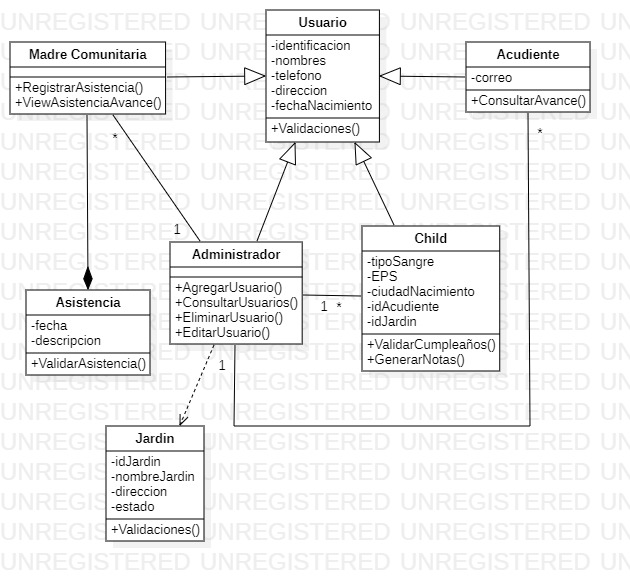 Usuario
-identificacion
-nombres
-telefono
-direccion
-fechaNacimiento
+Validaciones()
Madre Comunitaria
+RegistrarAsistencia()
+ViewAsistenciaAvance()
Acudiente
-correo
+ConsultarAvance()
*
*
1
Administrador
+AgregarUsuario()
+ConsultarUsuarios()
+EliminarUsuario()
+EditarUsuario()
1 *
1
Child
-tipoSangre
-EPS
-ciudadNacimiento
-idAcudiente
-idJardin
+ValidarCumpleaños()
+GenerarNotas()
Asistencia
-fecha
-descripcion
+ValidarAsistencia()
Jardin
-idJardin
-nombreJardin
-direccion
-estado
+Validaciones()
UNREGISTERED